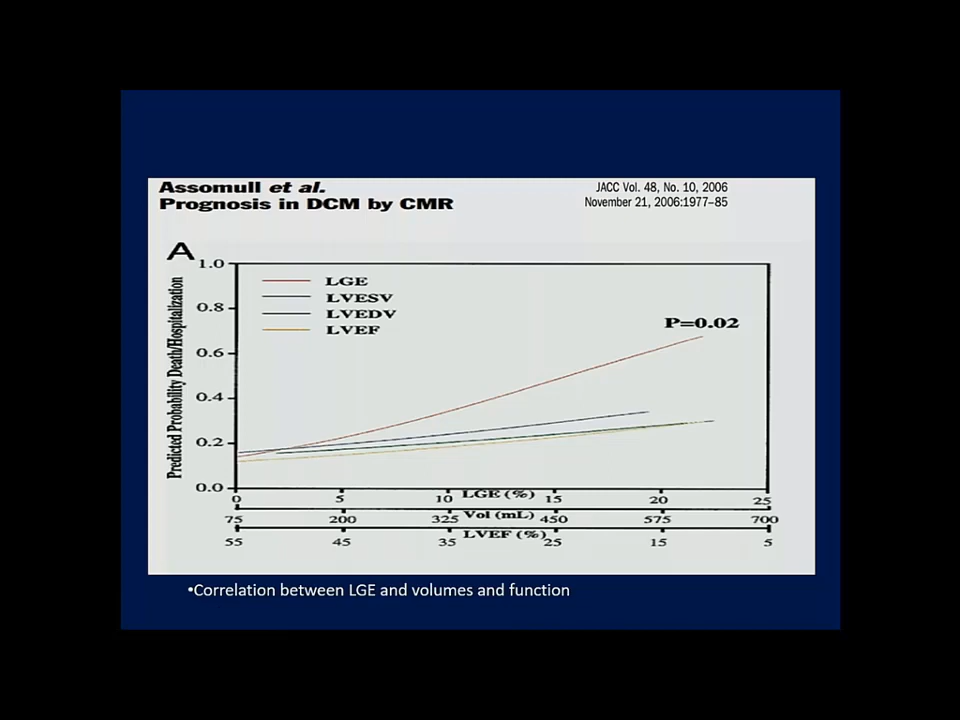 Assomull et al.
Prognosis in DCM by CMR
JACC Vol. 48, No. 10, 2006
November 21, 2006:1977–85
A
Predicted Probability Death/Hospitalization
1.0
0.8
0.6
0.4
0.2
0.0
LGE
LVESV
LVEDV
LVEF
P=0.02
0 5 10 15 20 25
LGE (%)
75 200 325 450 575 700
Vol (mL)
55 45 35 25 15 5
LVEF (%)
•Correlation between LGE and volumes and function